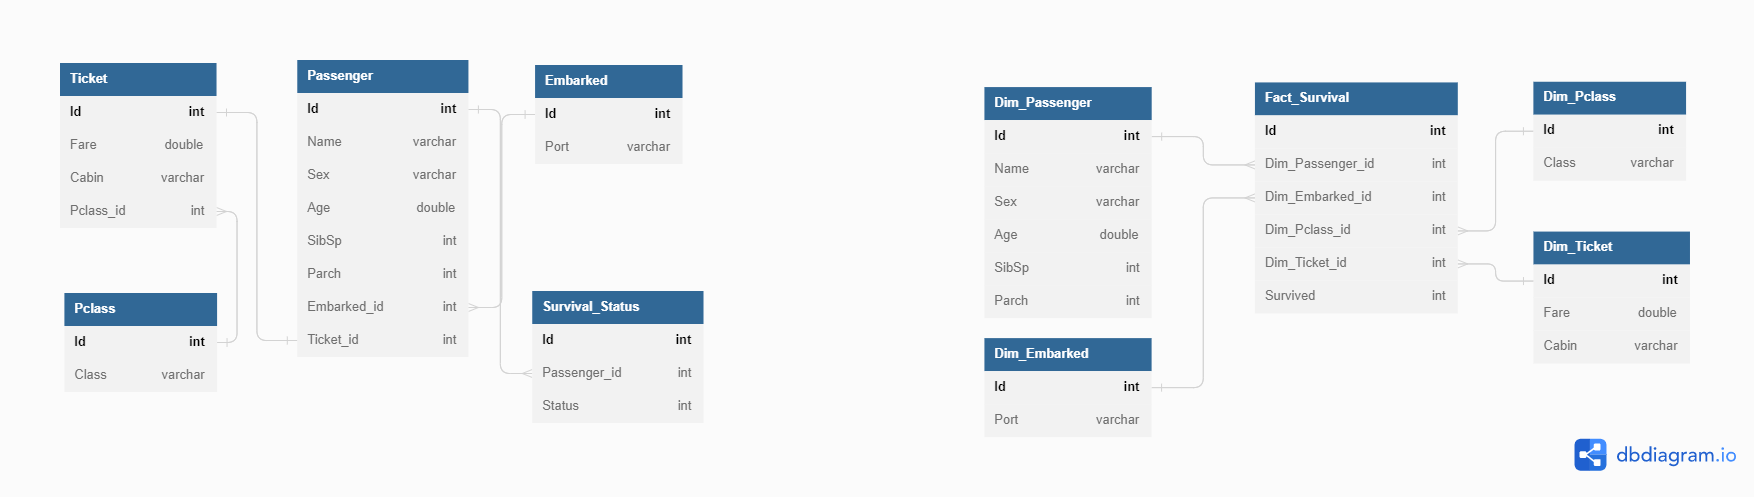 Ticket
Id int
Fare double
Cabin varchar
Pclass_id int
Pclass
Id int
Class varchar
Passenger
Id int
Name varchar
Sex varchar
Age double
SibSp int
Parch int
Embarked_id int
Ticket_id int
Embarked
Id int
Port varchar
Survival_Status
Id int
Passenger_id int
Status int
Dim_Passenger
Id int
Name varchar
Sex varchar
Age double
SibSp int
Parch int
Dim_Embarked
Id int
Port varchar
Fact_Survival
Id int
Dim_Passenger_id int
Dim_Embarked_id int
Dim_Pclass_id int
Dim_Ticket_id int
Survived int
Dim_Pclass
Id int
Class varchar
Dim_Ticket
Id int
Fare double
Cabin varchar
dbdiagram.io